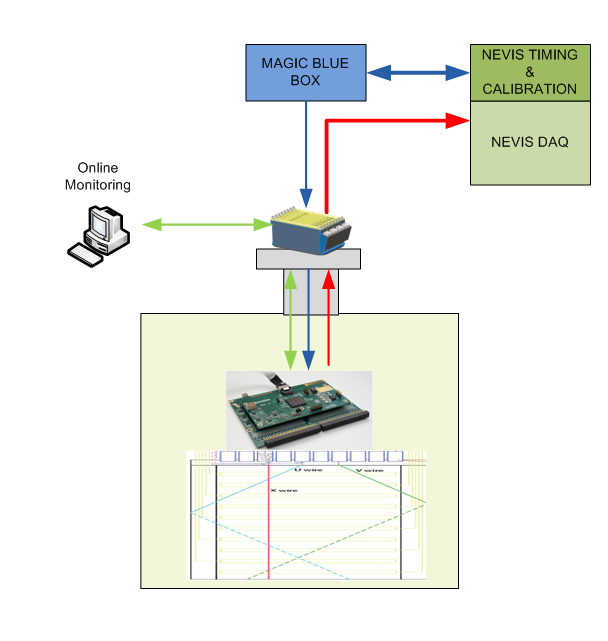 MAGIC BLUE
BOX
NEVIS TIMING
&
CALIBRATION
NEVIS DAQ
Online
Monitoring
U wire
V wire
X wire